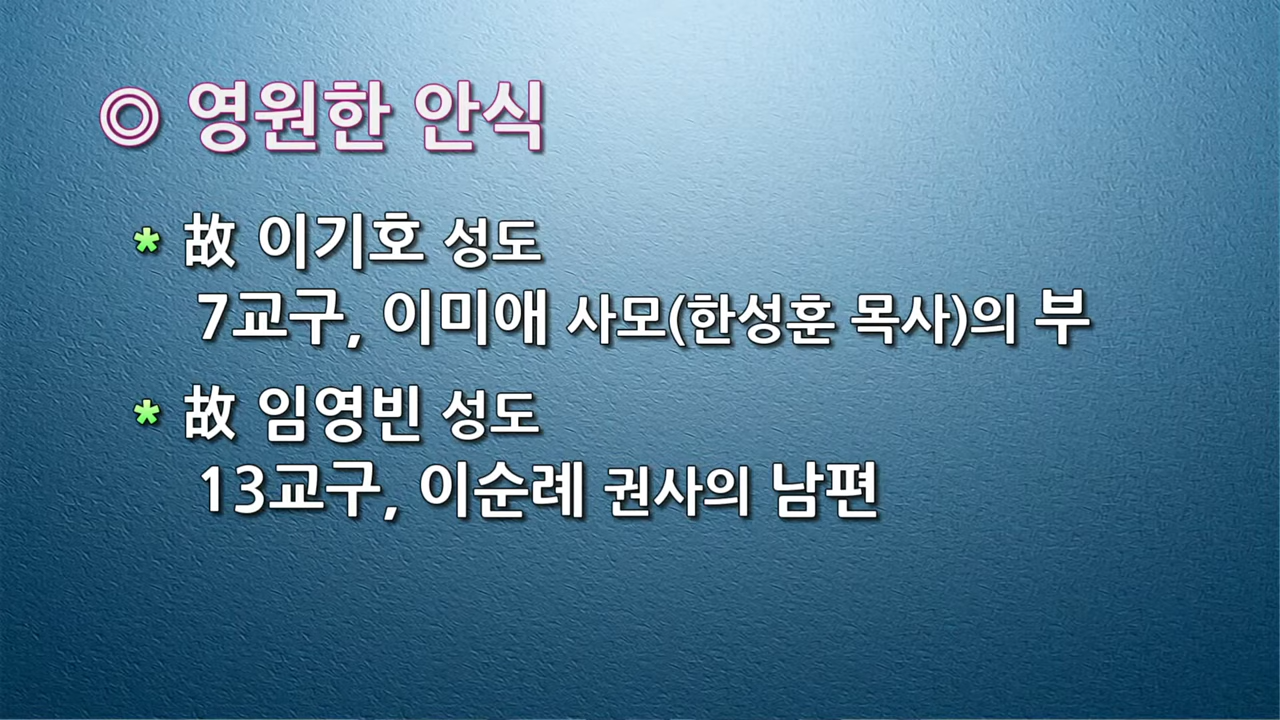 ◎ 영원한 안식
* 故 이기호 성도
7교구, 이미애 사모(한성훈 목사)의 부
* 故 임영빈 성도
13교구, 이순례 권사의 남편